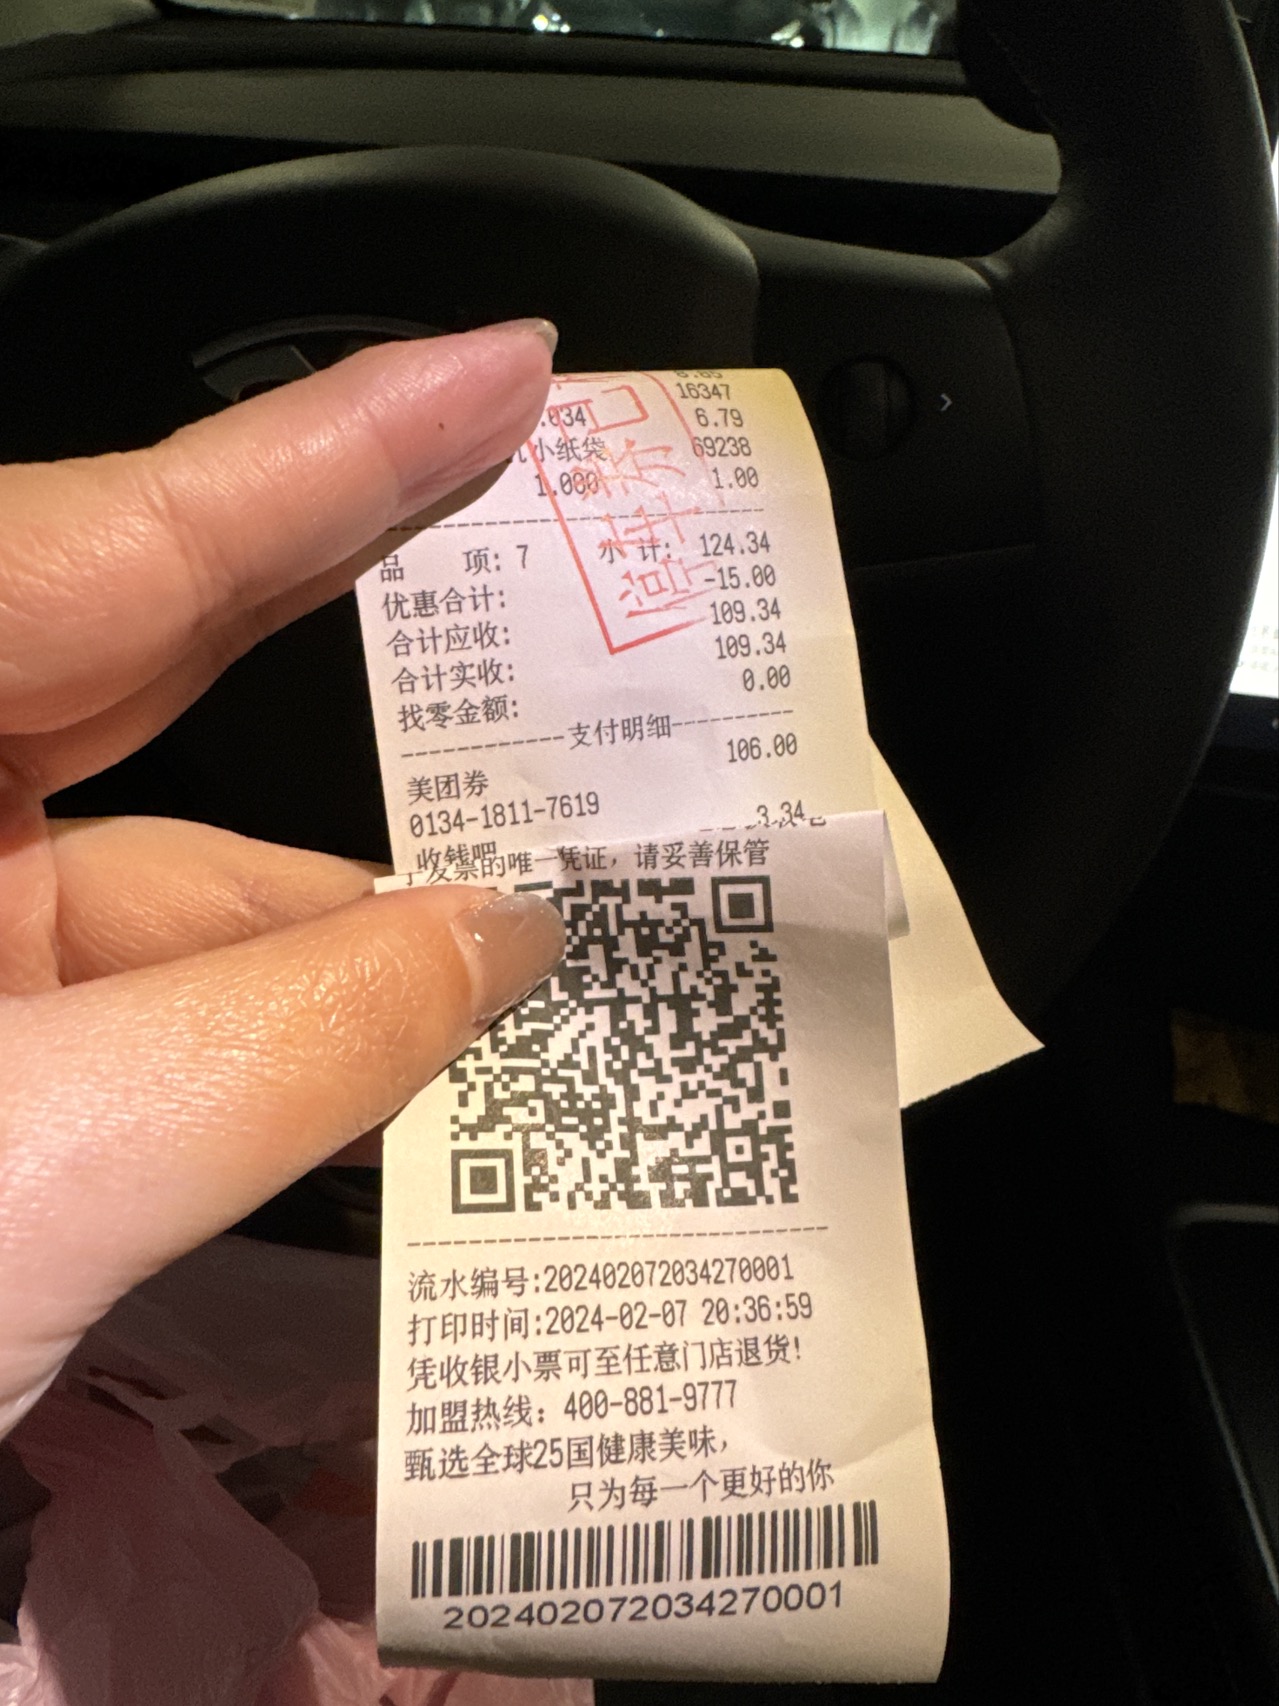 16347
.034 6.79
小纸袋 69238
1.000 1.00
品 项: 7 小 计: 124.34
优惠合计: -15.00
合计应收: 109.34
合计实收: 109.34
找零金额: 0.00
支付明细
美团券 106.00
0134-1811-7619
收钱吧 3.34
发票的唯一凭证，请妥善保管
流水编号:202402072034270001
打印时间:2024-02-07 20:36:59
凭收银小票可至任意门店退货!
加盟热线: 400-881-9777
甄选全球25国健康美味，
只为每一个更好的你
202402072034270001